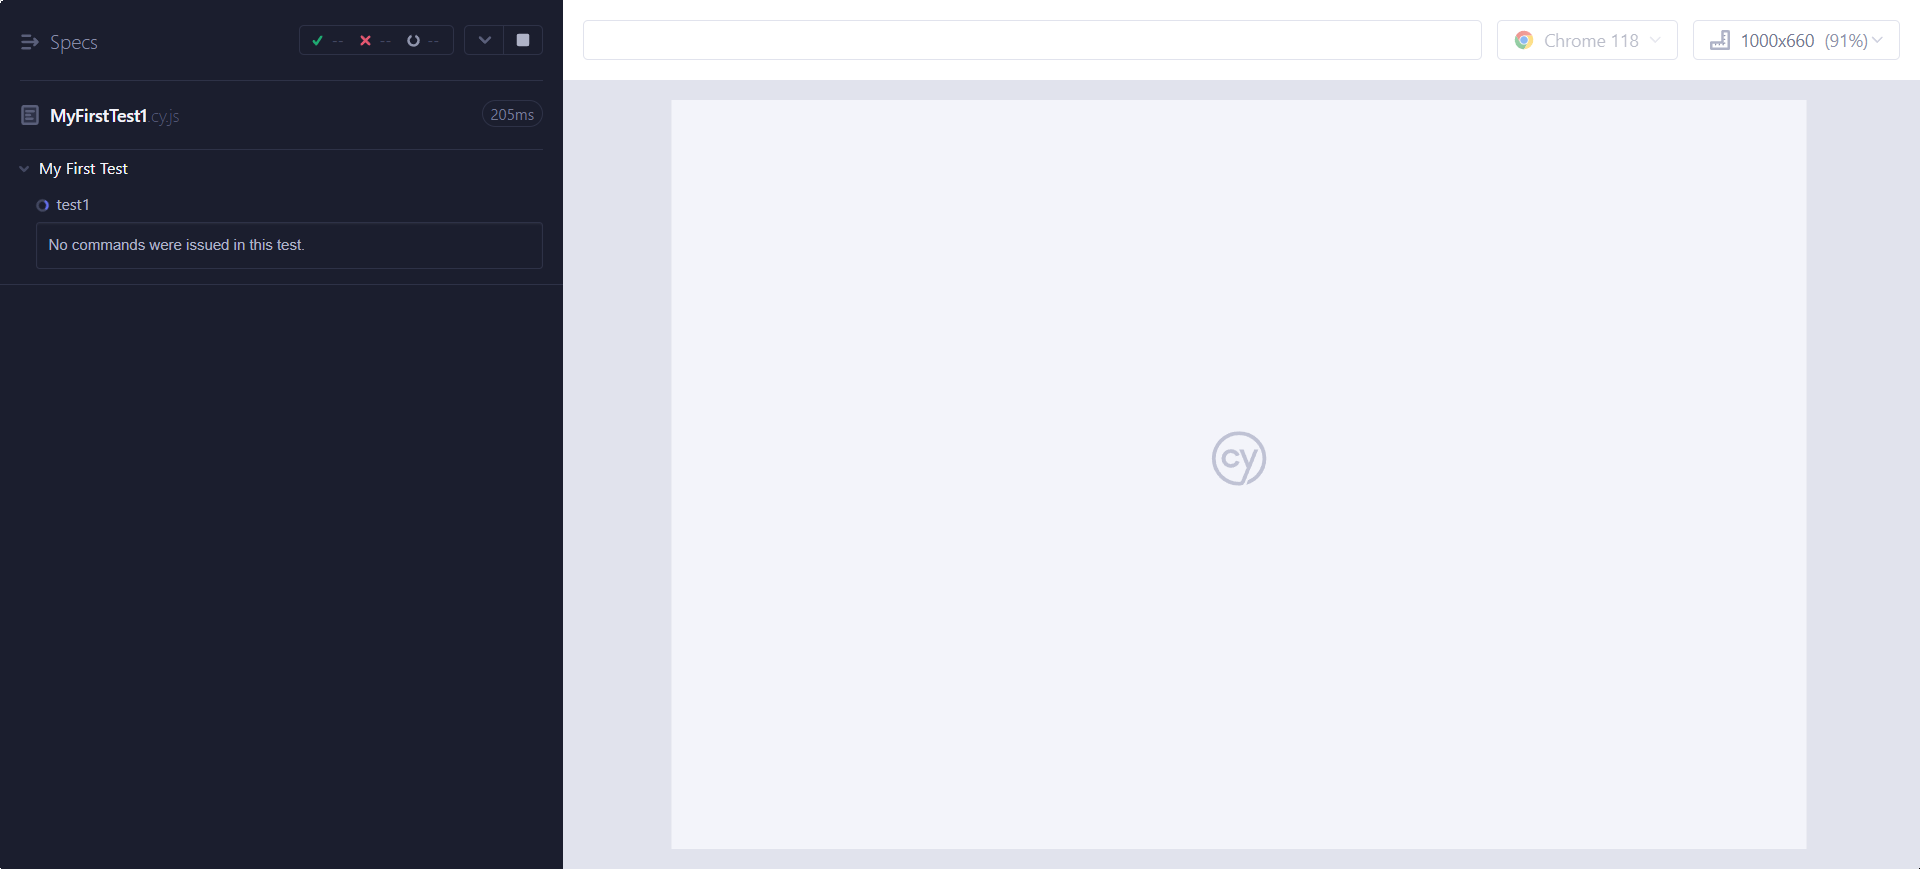 Specs
--
--
--
MyFirstTest1.cy.js
205ms
My First Test
test1
No commands were issued in this test.
Chrome 118
1000x660 (91%)
cy